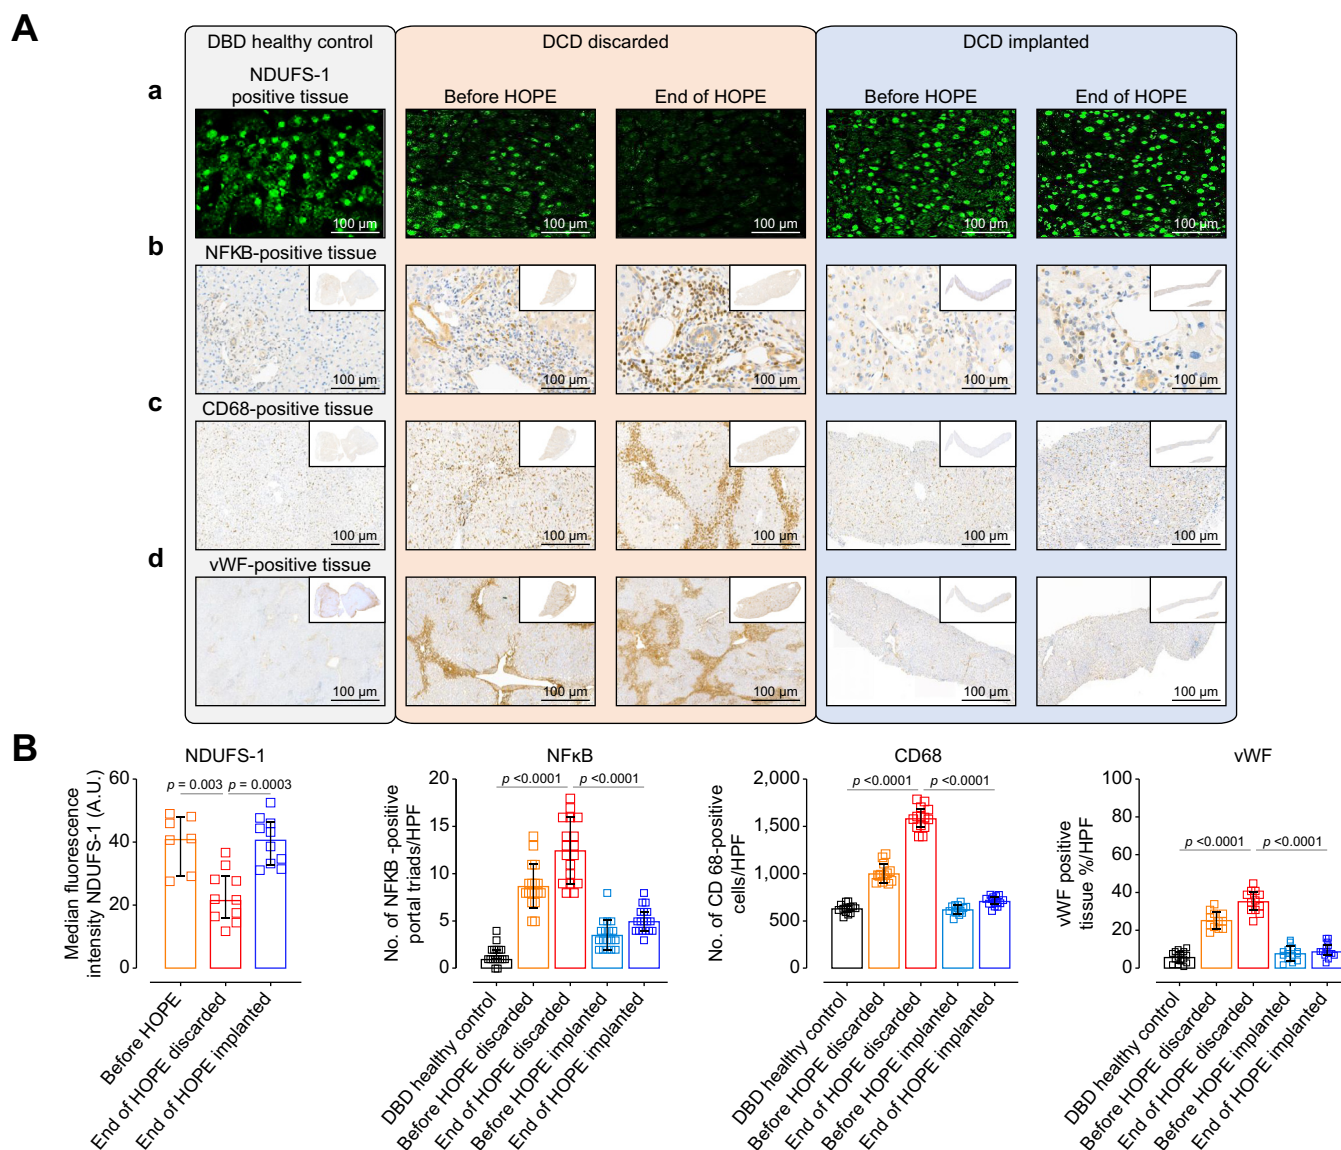 A
DBD healthy control
DCD discarded
DCD implanted
a
NDUFS-1
positive tissue
Before HOPE
End of HOPE
Before HOPE
End of HOPE
100 µm
100 µm
100 µm
100 µm
100 µm
b
NFKB-positive tissue
100 µm
100 µm
100 µm
100 µm
100 µm
c
CD68-positive tissue
100 µm
100 µm
100 µm
100 µm
100 µm
d
vWF-positive tissue
100 µm
100 µm
100 µm
100 µm
100 µm
B
NDUFS-1
Median fluorescence
intensity NDUFS-1 (A.U.)
60
40
20
0
p = 0.003
p = 0.0003
Before HOPE
End of HOPE discarded
End of HOPE implanted
NFκB
No. of NFKB -positive
portal triads/HPF
20
15
10
5
0
p <0.0001
p <0.0001
DBD healthy control
Before HOPE discarded
End of HOPE discarded
Before HOPE implanted
End of HOPE implanted
CD68
No. of CD 68-positive
cells/HPF
2,000
1,500
1,000
500
0
p <0.0001
p <0.0001
DBD healthy control
Before HOPE discarded
End of HOPE discarded
Before HOPE implanted
End of HOPE implanted
vWF
vWF positive
tissue %/HPF
100
80
60
40
20
0
p <0.0001
p <0.0001
DBD healthy control
Before HOPE discarded
End of HOPE discarded
Before HOPE implanted
End of HOPE implanted